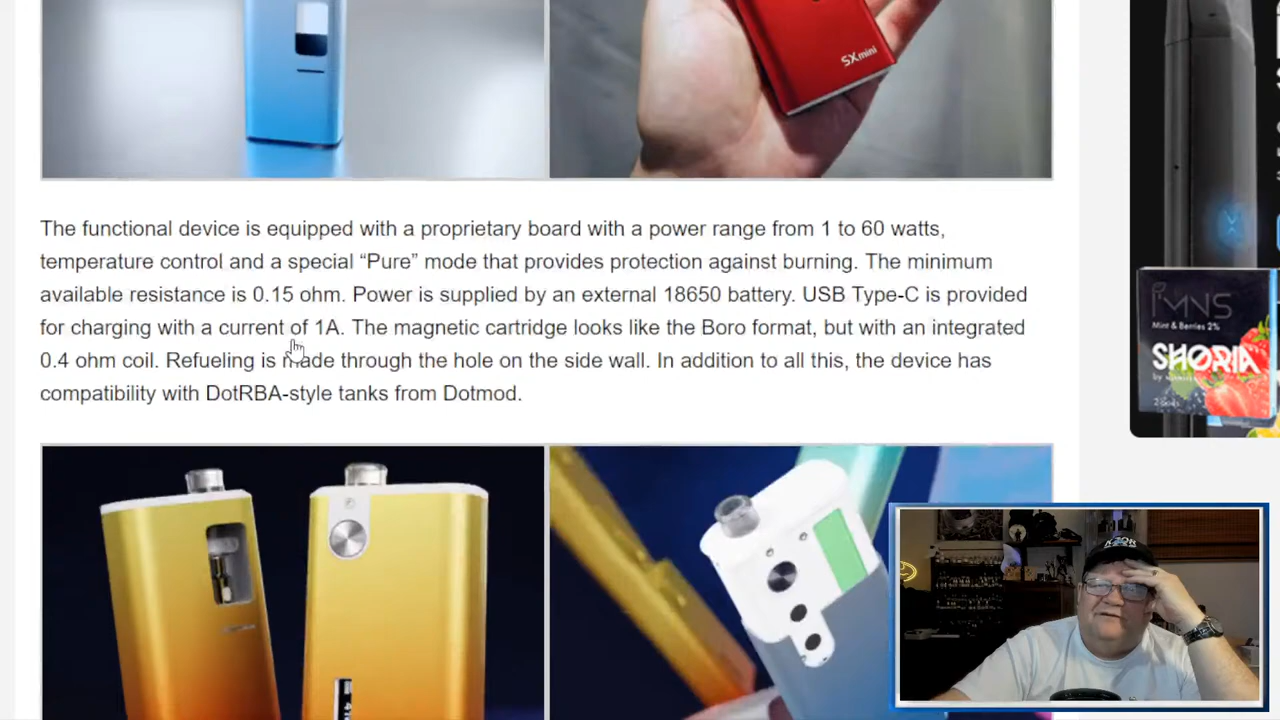 SXmini
The functional device is equipped with a proprietary board with a power range from 1 to 60 watts,
temperature control and a special “Pure” mode that provides protection against burning. The minimum
available resistance is 0.15 ohm. Power is supplied by an external 18650 battery. USB Type-C is provided
for charging with a current of 1A. The magnetic cartridge looks like the Boro format, but with an integrated
0.4 ohm coil. Refueling is made through the hole on the side wall. In addition to all this, the device has
compatibility with DotRBA-style tanks from Dotmod.
Mint & Berries 2%
SHORIA